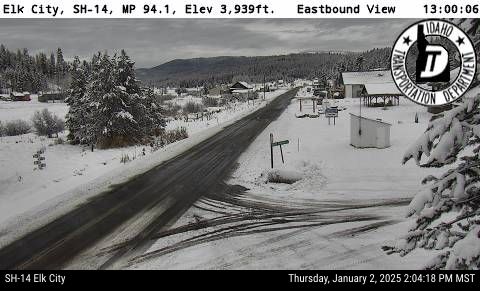 Elk City, SH-14, MP 94.1, Elev 3,939ft. Eastbound View 13:00:06
IDAHO
TRANSPORTATION DEPARTMENT
SH-14 Elk City Thursday, January 2, 2025 2:04:18 PM MST